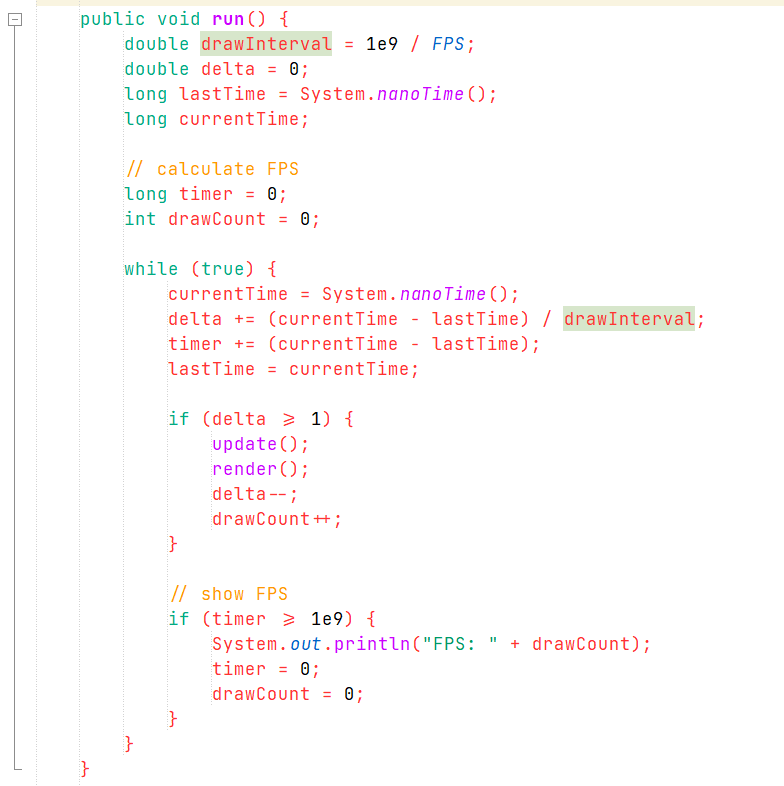 public void run() {
    double drawInterval = 1e9 / FPS;
    double delta = 0;
    long lastTime = System.nanoTime();
    long currentTime;

    // calculate FPS
    long timer = 0;
    int drawCount = 0;

    while (true) {
        currentTime = System.nanoTime();
        delta += (currentTime - lastTime) / drawInterval;
        timer += (currentTime - lastTime);
        lastTime = currentTime;

        if (delta >= 1) {
            update();
            render();
            delta--;
            drawCount++;
        }

        // show FPS
        if (timer >= 1e9) {
            System.out.println("FPS: " + drawCount);
            timer = 0;
            drawCount = 0;
        }
    }
}